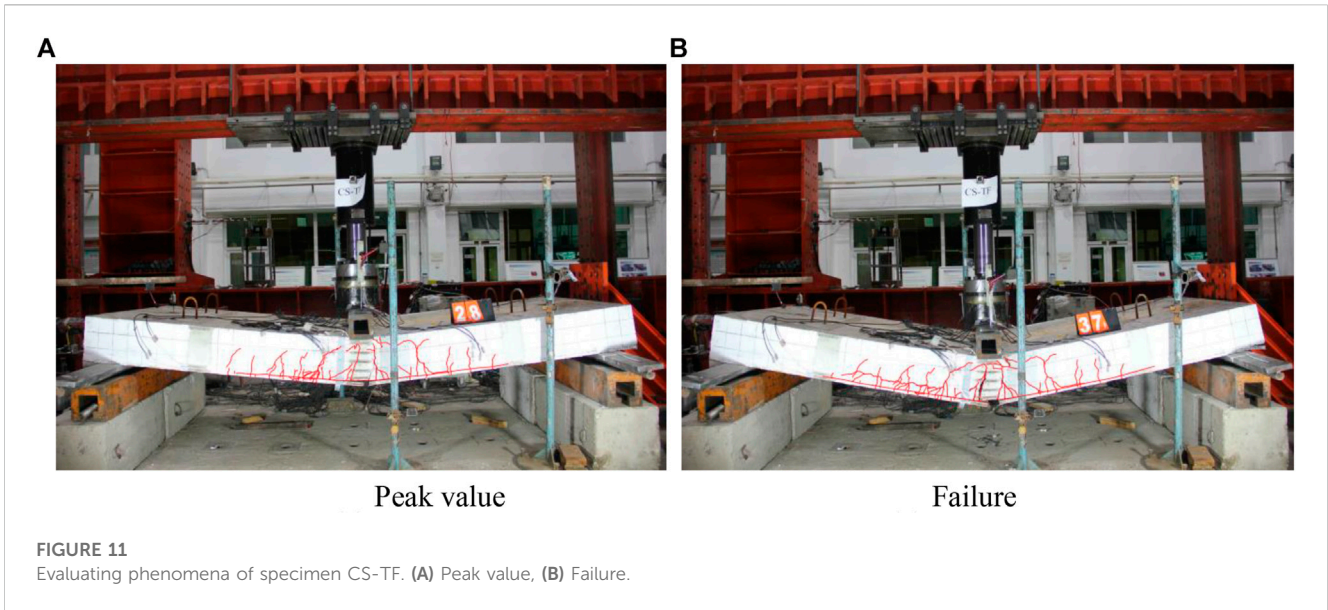 A
B
CS-TF
CS-TF
28
37
Peak value
Failure
FIGURE 11
Evaluating phenomena of specimen CS-TF. (A) Peak value, (B) Failure.